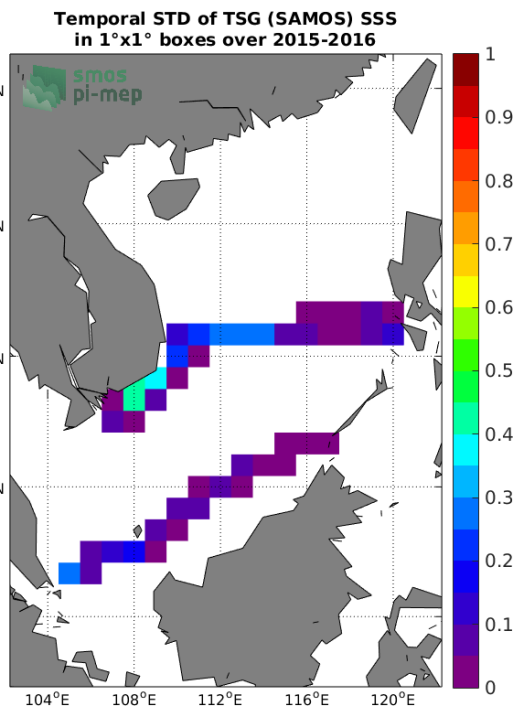 Temporal STD of TSG (SAMOS) SSS
in 1°x1° boxes over 2015-2016
smos
pi-mep
1
0.9
0.8
0.7
0.6
0.5
0.4
0.3
0.2
0.1
0
N
N
N
N
104°E
108°E
112°E
116°E
120°E